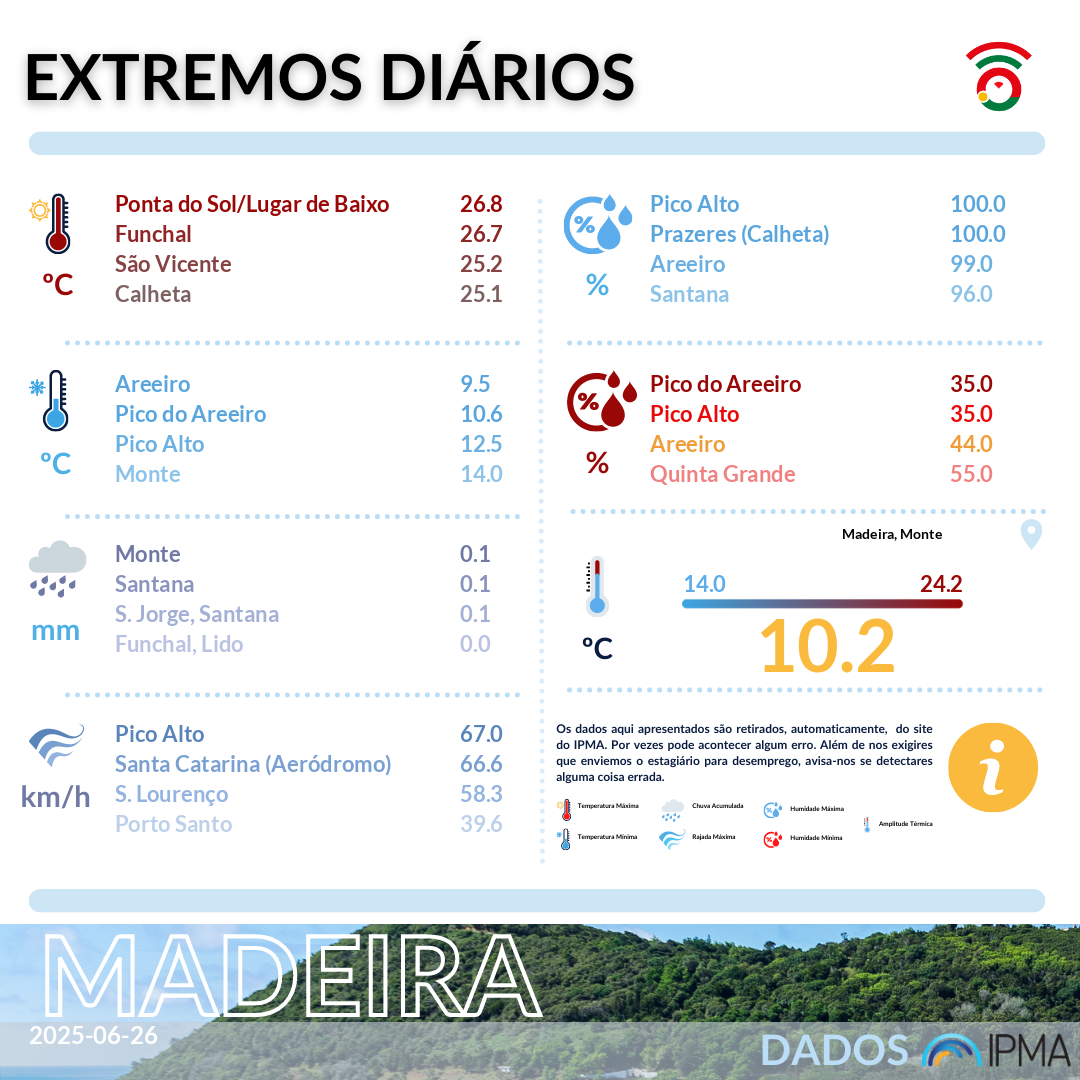 EXTREMOS DIÁRIOS
Ponta do Sol/Lugar de Baixo 26.8
Funchal 26.7
São Vicente 25.2
Calheta 25.1
ºC
Areeiro 9.5
Pico do Areeiro 10.6
Pico Alto 12.5
Monte 14.0
ºC
Monte 0.1
Santana 0.1
S. Jorge, Santana 0.1
Funchal, Lido 0.0
mm
Pico Alto 67.0
Santa Catarina (Aeródromo) 66.6
S. Lourenço 58.3
Porto Santo 39.6
km/h
%
Pico Alto 100.0
Prazeres (Calheta) 100.0
Areeiro 99.0
Santana 96.0
%
%
Pico do Areeiro 35.0
Pico Alto 35.0
Areeiro 44.0
Quinta Grande 55.0
%
Madeira, Monte
14.0 24.2
10.2
ºC
Os dados aqui apresentados são retirados, automaticamente, do site
do IPMA. Por vezes pode acontecer algum erro. Além de nos exigires
que enviemos o estagiário para desemprego, avisa-nos se detectares
alguma coisa errada.
i
Temperatura Máxima Chuva Acumulada Humidade Máxima
Amplitude Térmica
Temperatura Mínima Rajada Máxima Humidade Mínima
MADEIRA
2025-06-26
DADOS IPMA